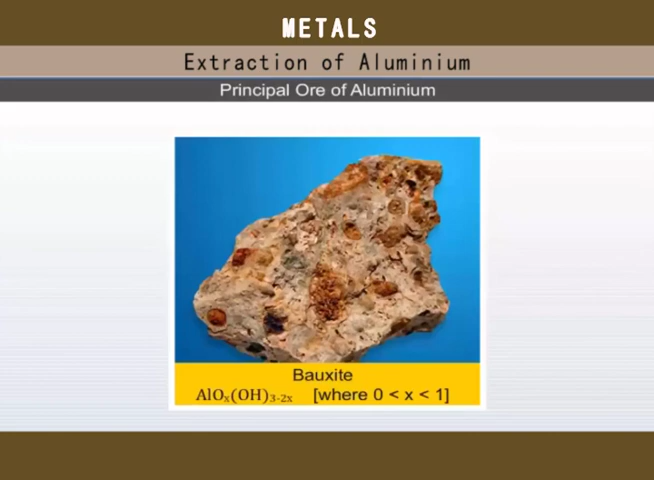 METALS
Extraction of Aluminium
Principal Ore of Aluminium
Bauxite
AlOₓ(OH)₃₋₂ₓ [where 0 < x < 1]